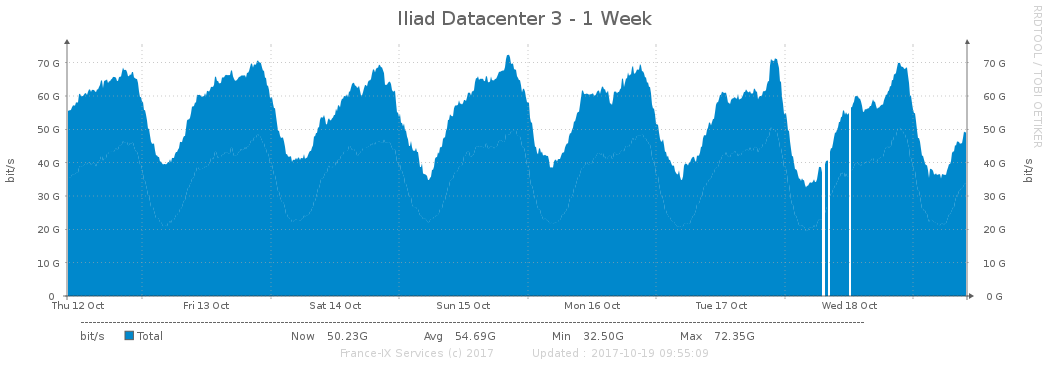 Iliad Datacenter 3 - 1 Week
RRDTOOL / TOBI OETIKER
bit/s
70 G
60 G
50 G
40 G
30 G
20 G
10 G
0
70 G
60 G
50 G
40 G
30 G
20 G
10 G
0 G
bit/s
Thu 12 Oct Fri 13 Oct Sat 14 Oct Sun 15 Oct Mon 16 Oct Tue 17 Oct Wed 18 Oct
bit/s Total Now 50.23G Avg 54.69G Min 32.50G Max 72.35G
France-IX Services (c) 2017 Updated : 2017-10-19 09:55:09